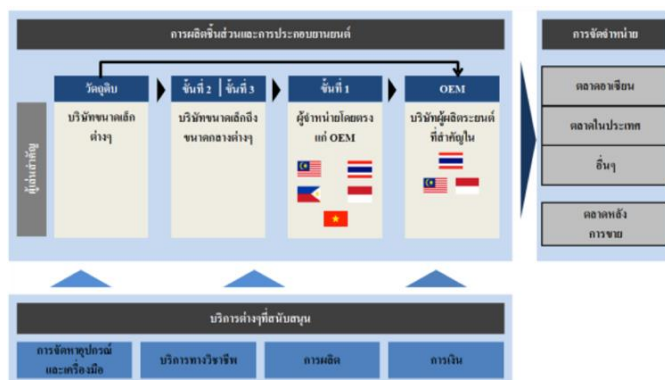 การผลิตชิ้นส่วนและการประกอบยานยนต์
วัตถุดิบ
ชั้นที่ 2 | ชั้นที่ 3
ชั้นที่ 1
OEM
ผู้เล่นสำคัญ
บริษัทขนาดเล็ก
ต่างๆ
บริษัทขนาดเล็กถึง
ขนาดกลางต่างๆ
ผู้จำหน่ายโดยตรง
แก่ OEM
บริษัทผู้ผลิตรถยนต์
ที่สำคัญใน
การจัดจำหน่าย
ตลาดอาเซียน
ตลาดในประเทศ
อื่นๆ
ตลาดหลัง
การขาย
บริการต่างๆที่สนับสนุน
การจัดหาอุปกรณ์
และเครื่องมือ
บริการทางวิชาชีพ
การผลิต
การเงิน